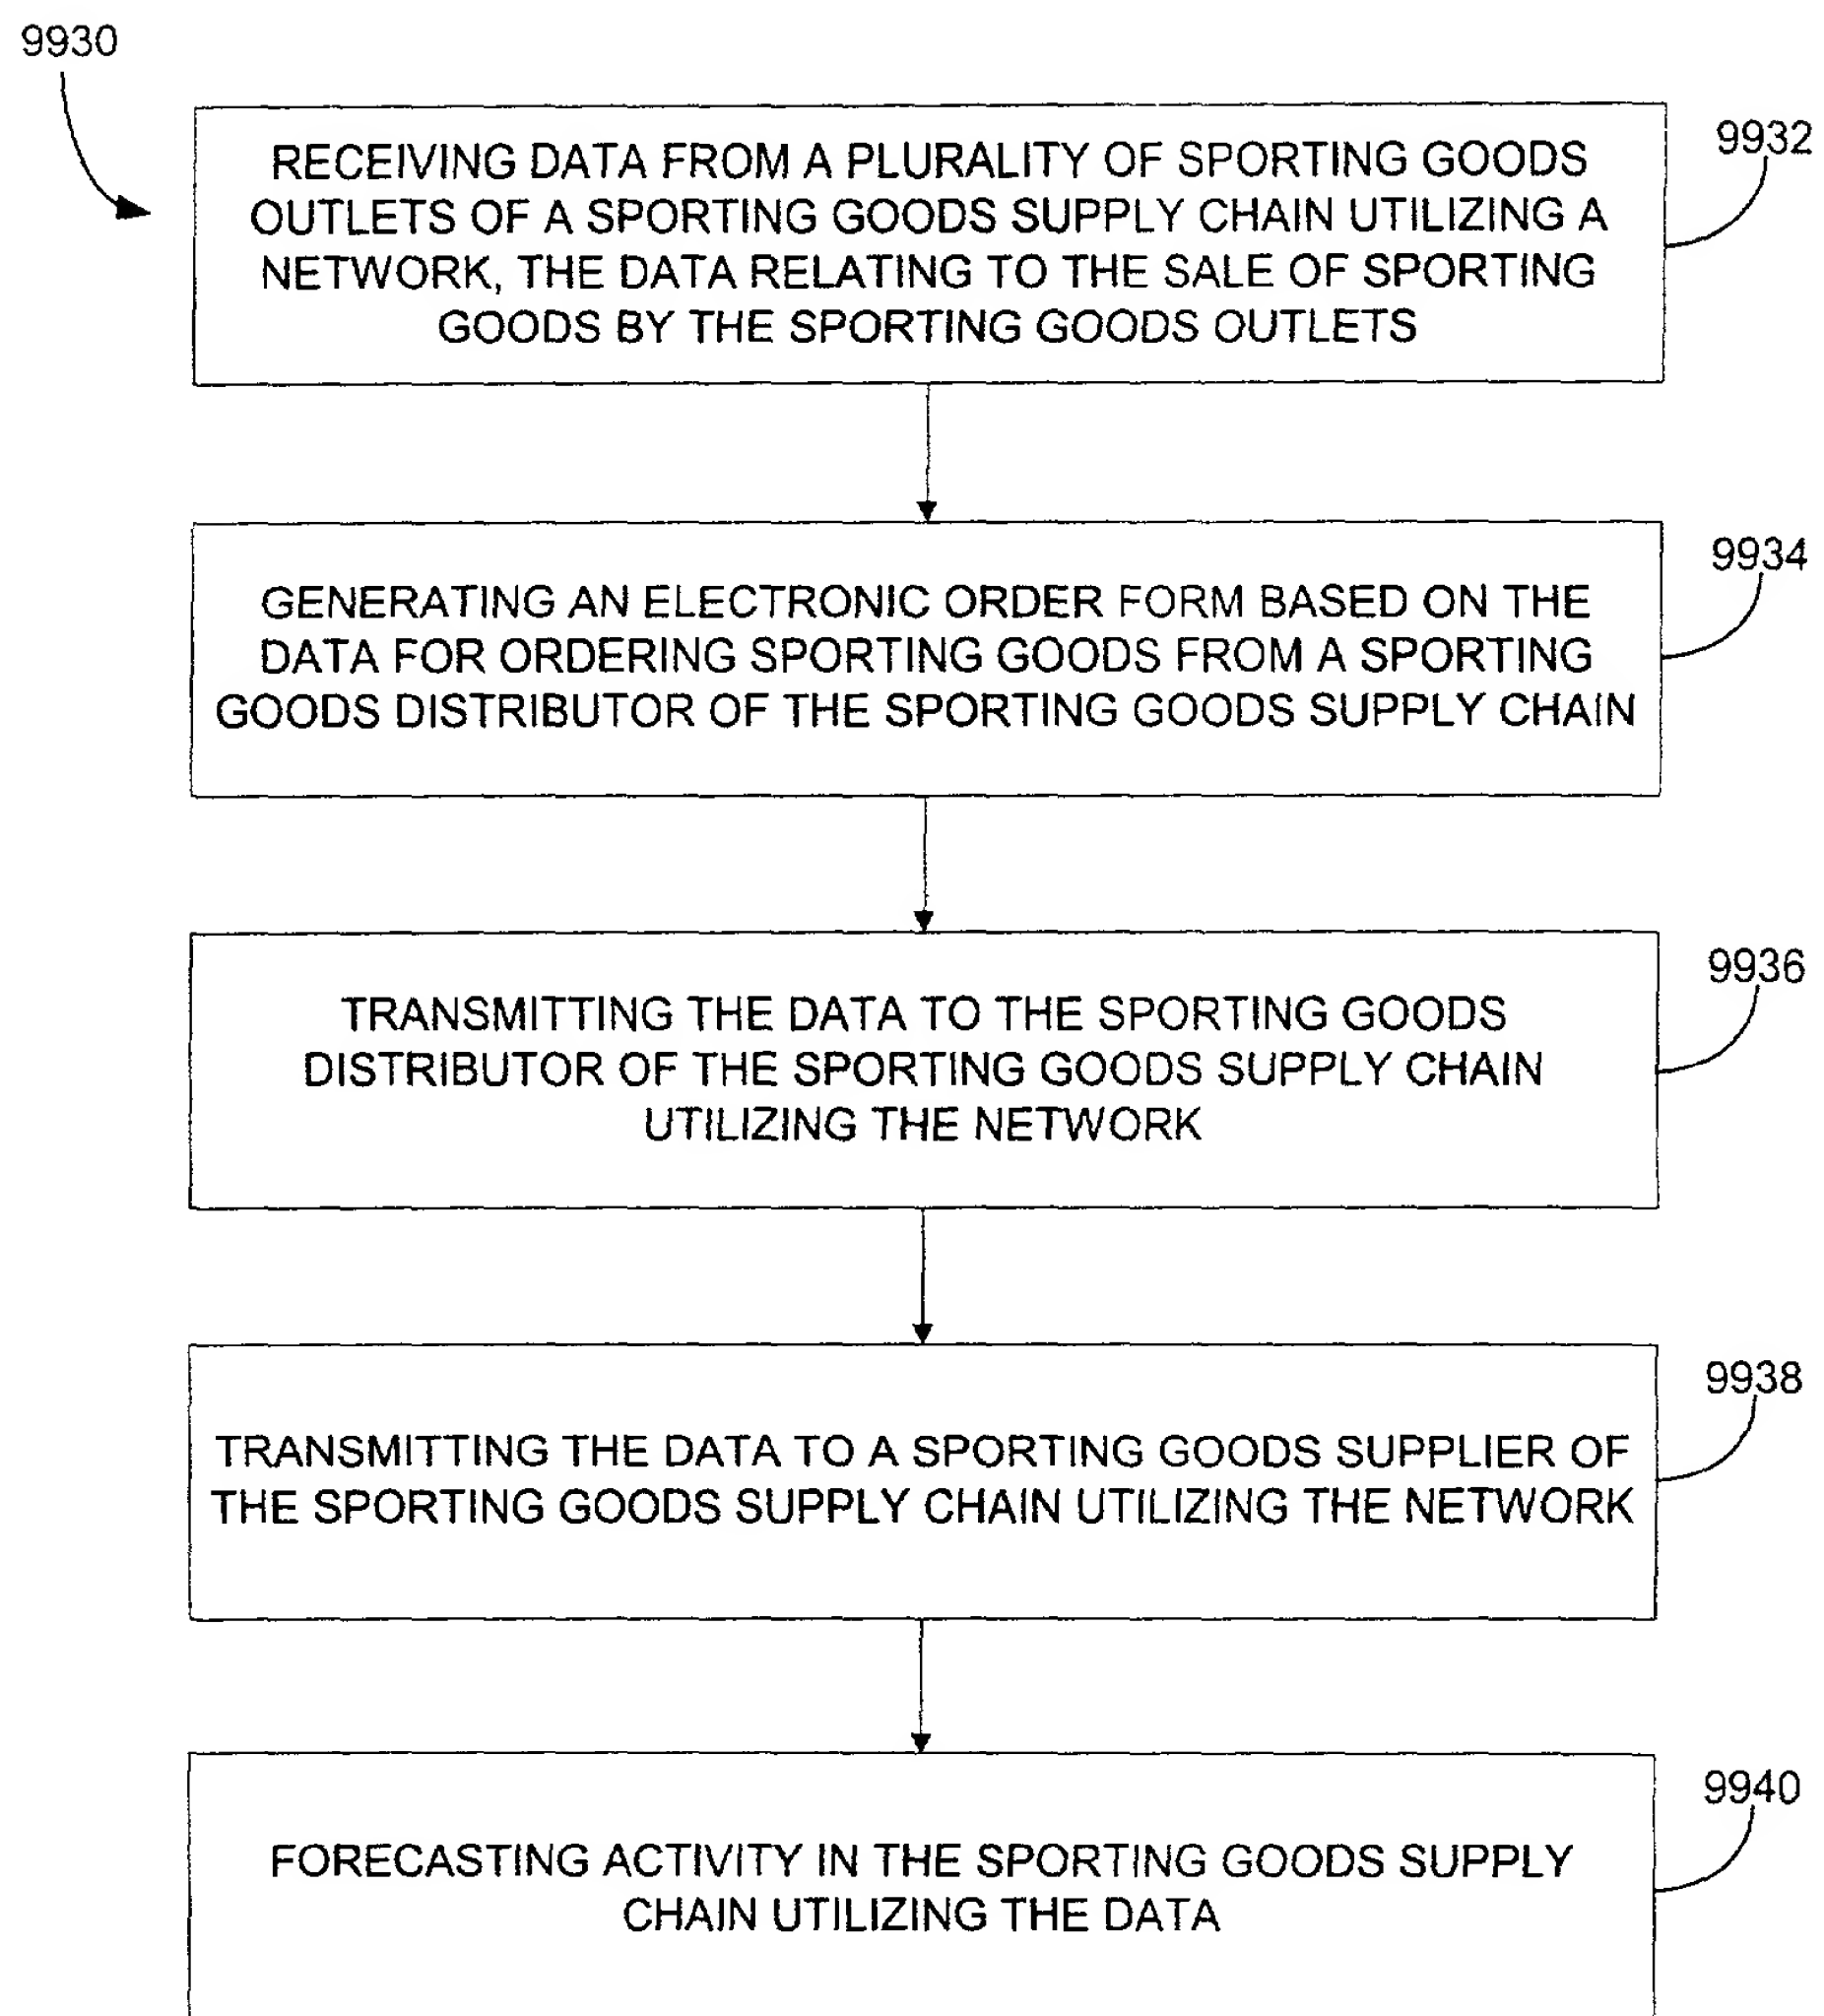 9930
9932
RECEIVING DATA FROM A PLURALITY OF SPORTING GOODS
OUTLETS OF A SPORTING GOODS SUPPLY CHAIN UTILIZING A
NETWORK, THE DATA RELATING TO THE SALE OF SPORTING
GOODS BY THE SPORTING GOODS OUTLETS
9934
GENERATING AN ELECTRONIC ORDER FORM BASED ON THE
DATA FOR ORDERING SPORTING GOODS FROM A SPORTING
GOODS DISTRIBUTOR OF THE SPORTING GOODS SUPPLY CHAIN
9936
TRANSMITTING THE DATA TO THE SPORTING GOODS
DISTRIBUTOR OF THE SPORTING GOODS SUPPLY CHAIN
UTILIZING THE NETWORK
9938
TRANSMITTING THE DATA TO A SPORTING GOODS SUPPLIER OF
THE SPORTING GOODS SUPPLY CHAIN UTILIZING THE NETWORK
9940
FORECASTING ACTIVITY IN THE SPORTING GOODS SUPPLY
CHAIN UTILIZING THE DATA